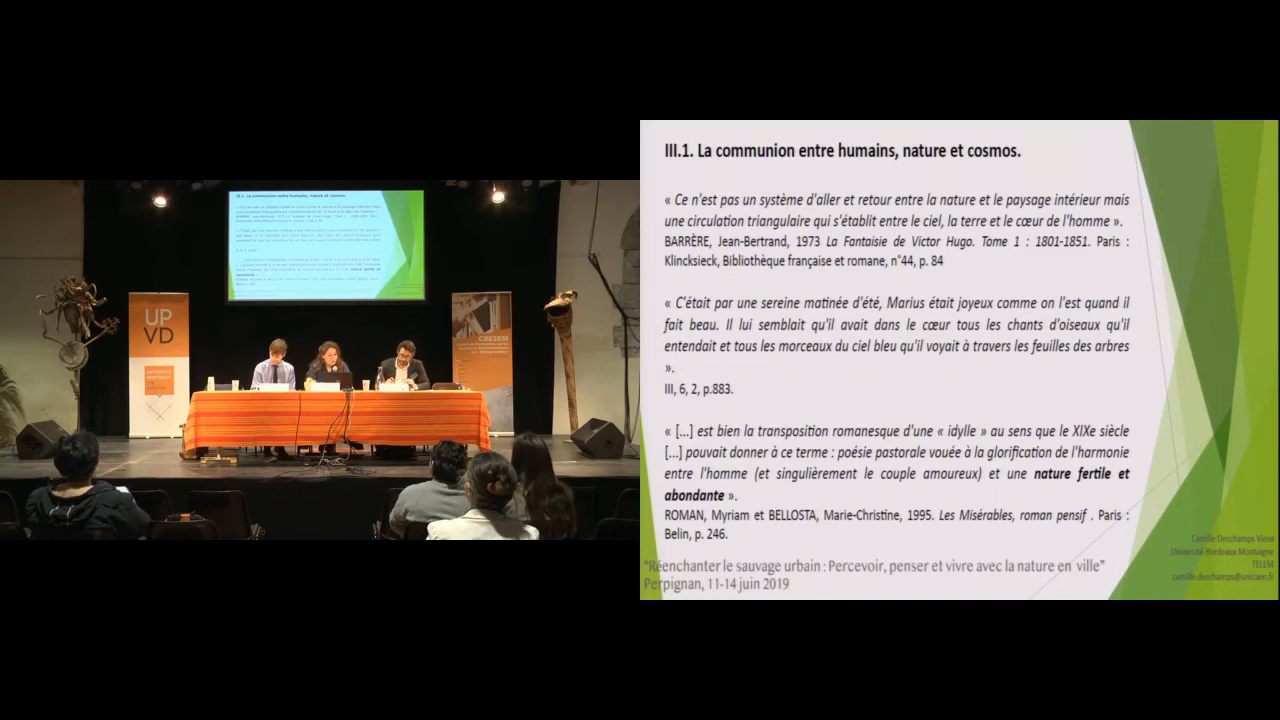 III.1. La communion entre humains, nature et cosmos.
« Ce n'est pas un système d'aller et retour entre la nature et le paysage intérieur mais
une circulation triangulaire qui s'établit entre le ciel, la terre et le cœur de l'homme ».
BARRÈRE, Jean-Bertrand, 1973 La Fantaisie de Victor Hugo. Tome 1 : 1801-1851. Paris :
Klincksieck, Bibliothèque française et romane, n°44, p. 84
« C'était par une sereine matinée d'été, Marius était joyeux comme on l'est quand il
fait beau. Il lui semblait qu'il avait dans le cœur tous les chants d'oiseaux qu'il
entendait et tous les morceaux du ciel bleu qu'il voyait à travers les feuilles des arbres
».
III, 6, 2, p.883.
« [...] est bien la transposition romanesque d'une « idylle » au sens que le XIXe siècle
[...] pouvait donner à ce terme : poésie pastorale vouée à la glorification de l'harmonie
entre l'homme (et singulièrement le couple amoureux) et une nature fertile et
abondante ».
ROMAN, Myriam et BELLOSTA, Marie-Christine, 1995. Les Misérables, roman pensif . Paris :
Belin, p. 246.
"Réenchanter le sauvage urbain : Percevoir, penser et vivre avec la nature en ville"
Perpignan, 11-14 juin 2019
Camille Deschamps Vierø
Université Bordeaux Montaigne
TELEM
camille.deschamps@unicaen.fr
III.1. La communion entre humains, nature et cosmos.
UP
VD
CRESEM